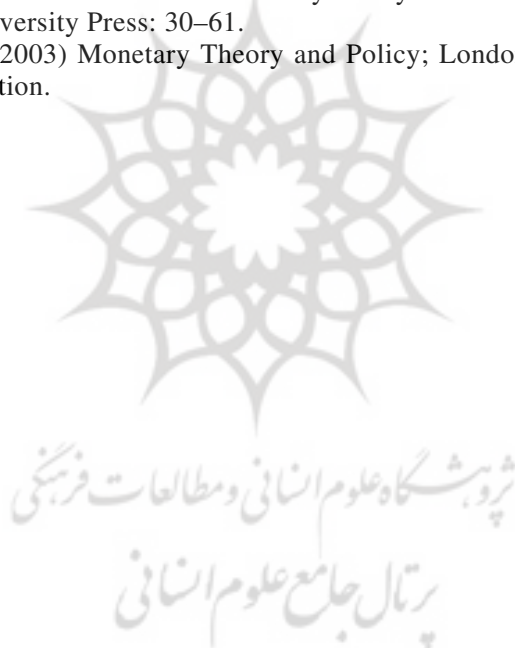 versity Press: 30–61.
2003) Monetary Theory and Policy; Londo
tion.
پژوهشگاه علوم انسانی و مطالعات فرهنگی
پرتال جامع علوم انسانی